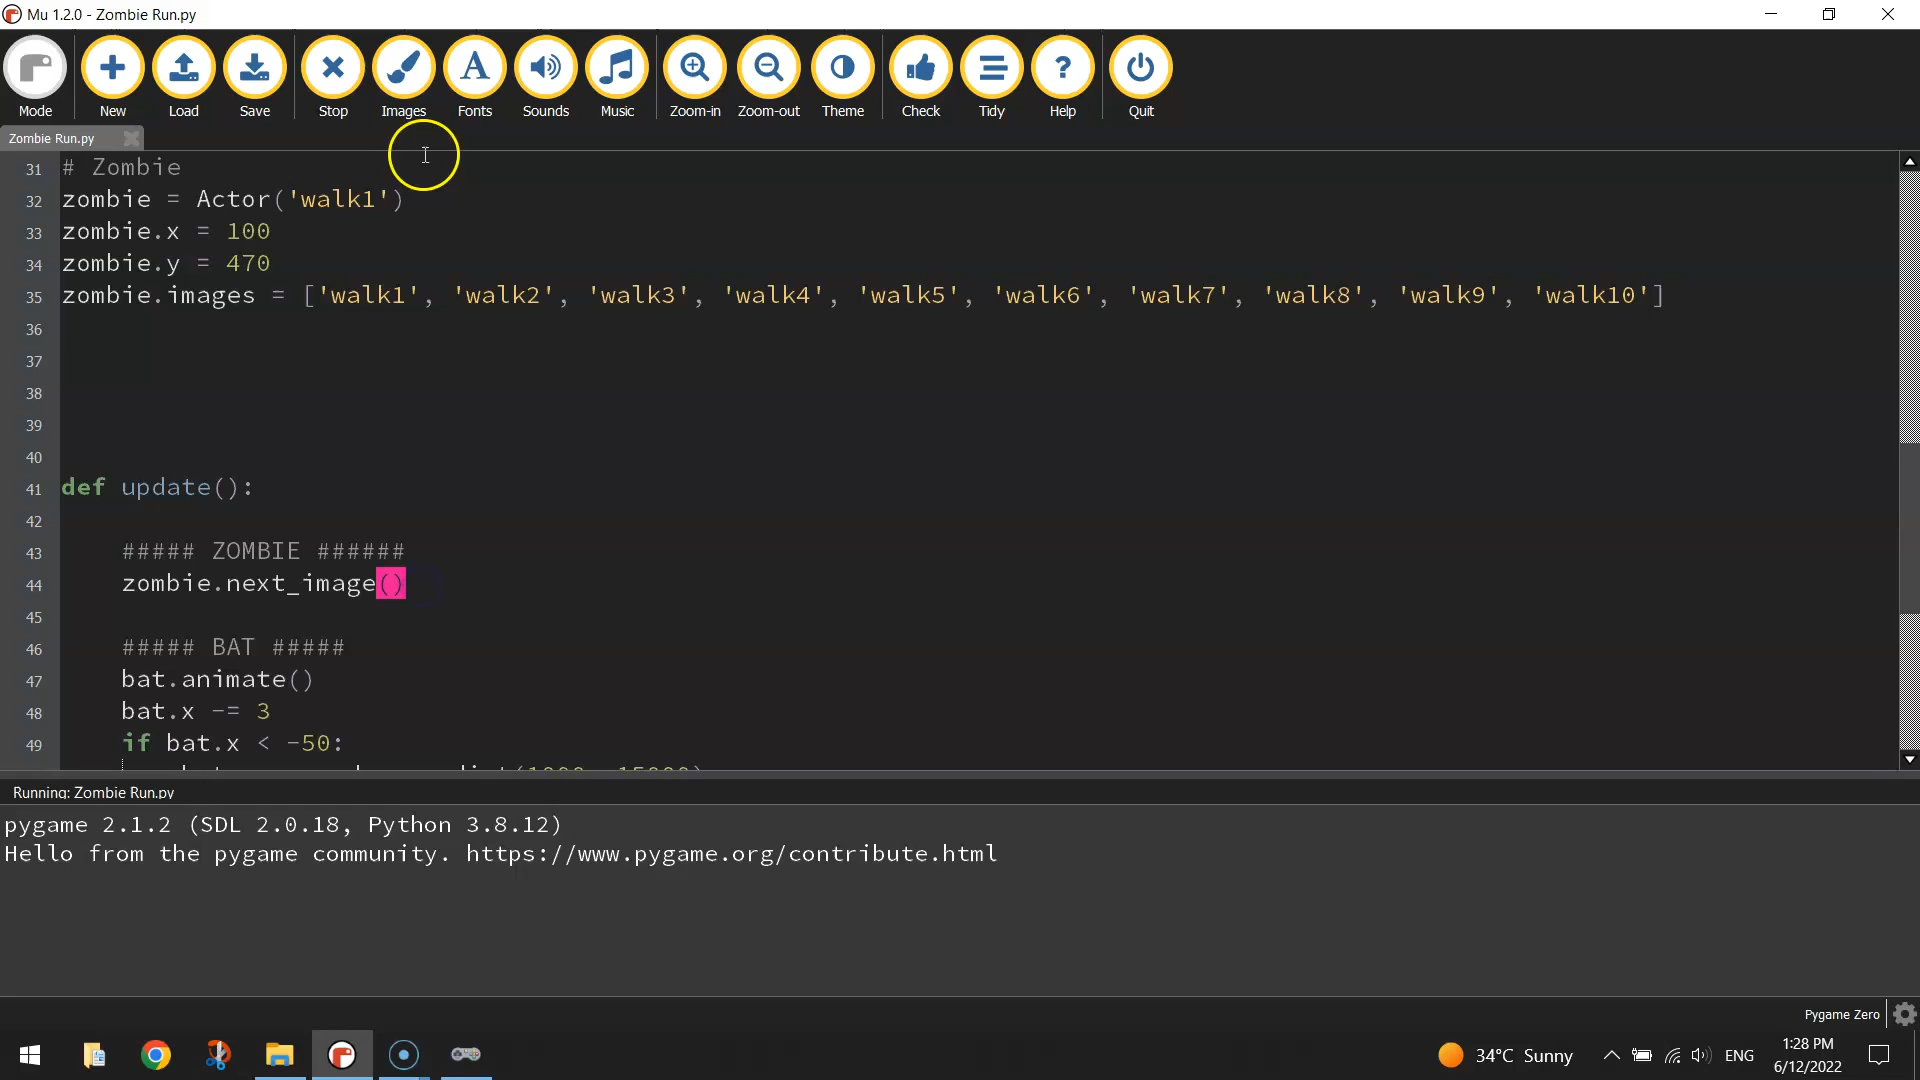 Mu 1.2.0 - Zombie Run.py
Mode New Load Save Stop Images Fonts Sounds Music Zoom-in Zoom-out Theme Check Tidy Help Quit
Zombie Run.py
31 # Zombie
32 zombie = Actor('walk1')
33 zombie.x = 100
34 zombie.y = 470
35 zombie.images = ['walk1', 'walk2', 'walk3', 'walk4', 'walk5', 'walk6', 'walk7', 'walk8', 'walk9', 'walk10']
36
37
38
39
40
41 def update():
42
43 ##### ZOMBIE ######
44 zombie.next_image()
45
46 ##### BAT #####
47 bat.animate()
48 bat.x -= 3
49 if bat.x < -50:
Running: Zombie Run.py
pygame 2.1.2 (SDL 2.0.18, Python 3.8.12)
Hello from the pygame community. https://www.pygame.org/contribute.html
Pygame Zero
34°C Sunny
ENG
1:28 PM
6/12/2022